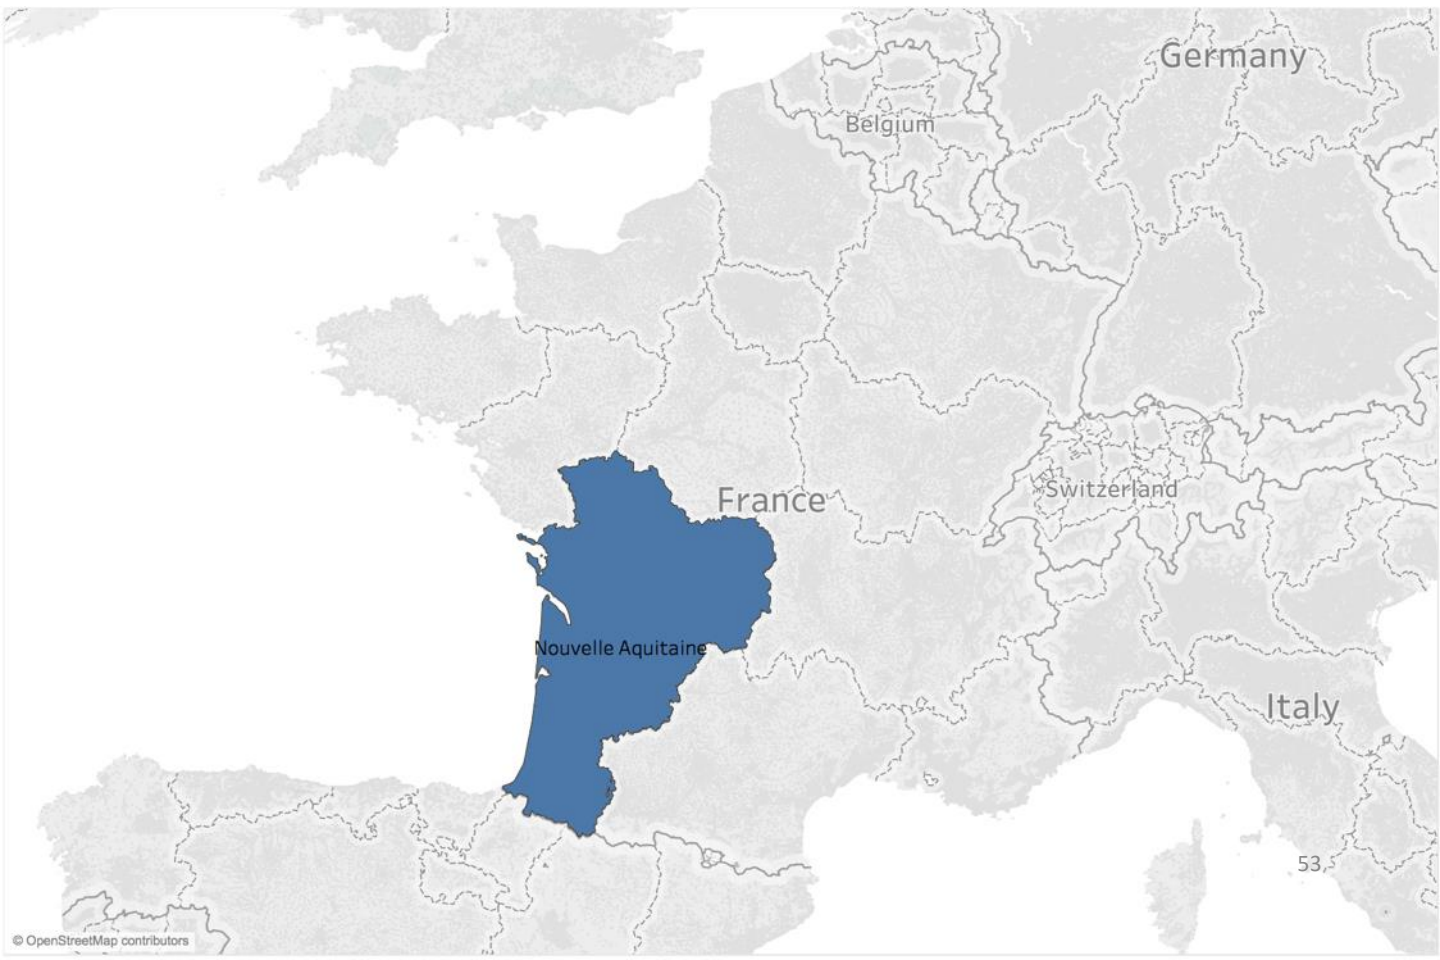 Germany
Belgium
France
Switzerland
Nouvelle Aquitaine
Italy
53
© OpenStreetMap contributors